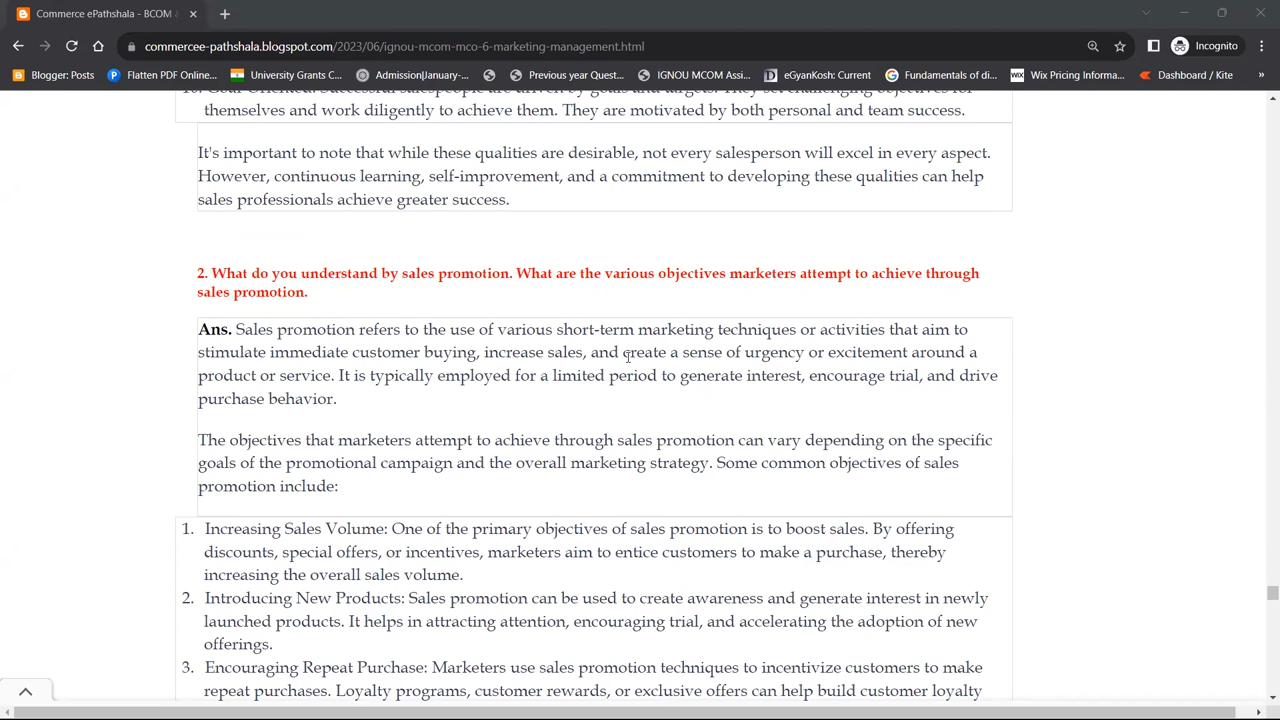 Commerce ePathshala - BCOM
commercee-pathshala.blogspot.com/2023/06/ignou-mcom-mco-6-marketing-management.html
Incognito
Blogger: Posts
Flatten PDF Online...
University Grants C...
AdmissionJanuary-...
Previous year Quest...
IGNOU MCOM Assi...
eGyanKosh: Current
Fundamentals of di...
Wix Pricing Informa...
Dashboard / Kite
»
themselves and work diligently to achieve them. They are motivated by both personal and team success.
It's important to note that while these qualities are desirable, not every salesperson will excel in every aspect.
However, continuous learning, self-improvement, and a commitment to developing these qualities can help
sales professionals achieve greater success.
2. What do you understand by sales promotion. What are the various objectives marketers attempt to achieve through
sales promotion.
Ans. Sales promotion refers to the use of various short-term marketing techniques or activities that aim to
stimulate immediate customer buying, increase sales, and create a sense of urgency or excitement around a
product or service. It is typically employed for a limited period to generate interest, encourage trial, and drive
purchase behavior.
The objectives that marketers attempt to achieve through sales promotion can vary depending on the specific
goals of the promotional campaign and the overall marketing strategy. Some common objectives of sales
promotion include:
1. Increasing Sales Volume: One of the primary objectives of sales promotion is to boost sales. By offering
discounts, special offers, or incentives, marketers aim to entice customers to make a purchase, thereby
increasing the overall sales volume.
2. Introducing New Products: Sales promotion can be used to create awareness and generate interest in newly
launched products. It helps in attracting attention, encouraging trial, and accelerating the adoption of new
offerings.
3. Encouraging Repeat Purchase: Marketers use sales promotion techniques to incentivize customers to make
repeat purchases. Loyalty programs, customer rewards, or exclusive offers can help build customer loyalty